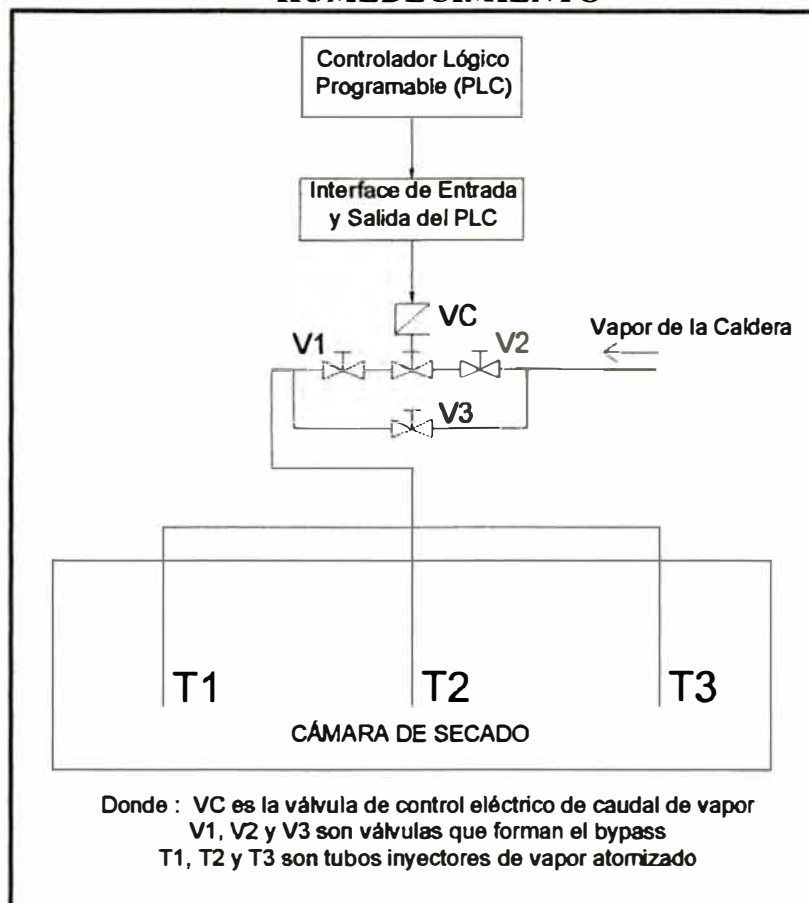 HUMEDECIMIENTO
Controlador Lógico
Programable (PLC)
Interface de Entrada
y Salida del PLC
VC
Vapor de la Caldera
V1
V2
V3
T1
T2
T3
CÁMARA DE SECADO
Donde : VC es la válvula de control eléctrico de caudal de vapor
V1, V2 y V3 son válvulas que forman el bypass
T1, T2 y T3 son tubos inyectores de vapor atomizado